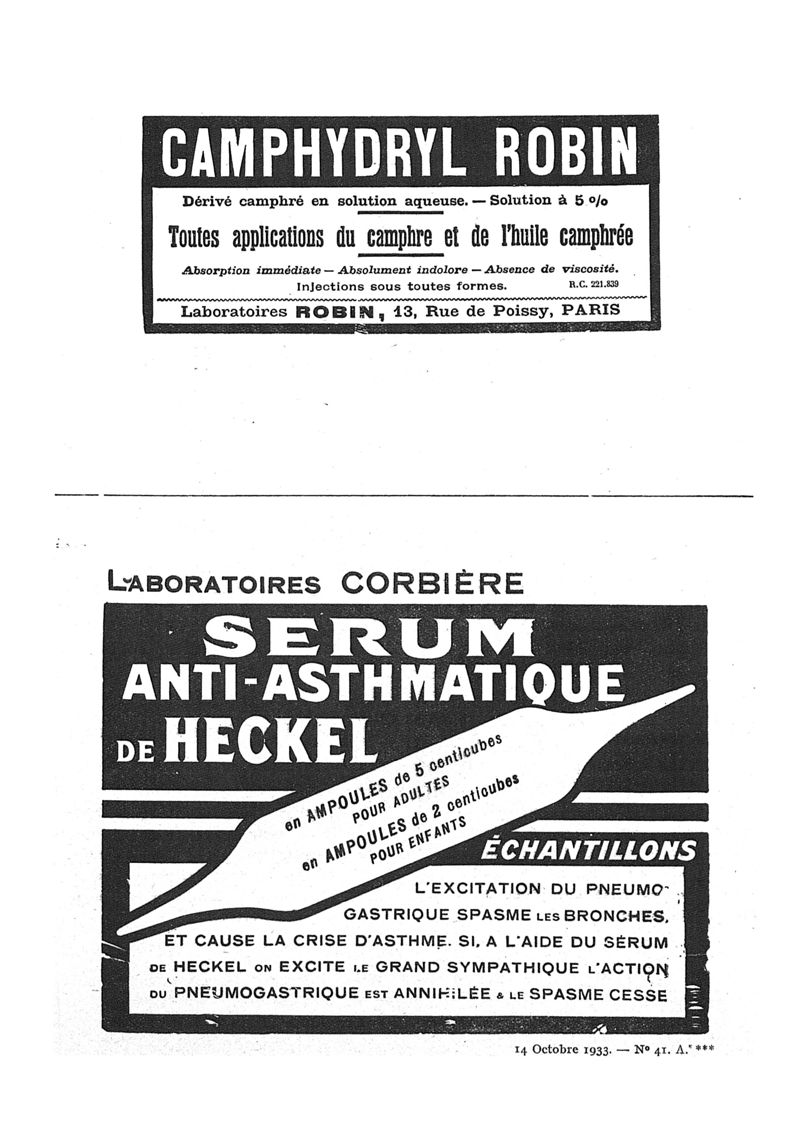 CAMPHYDRYL ROBIN
Dérivé camphré en solution aqueuse. — Solution à 5 %
Toutes applications du camphre et de l'huile camphrée
Absorption immédiate — Absolument indolore — Absence de viscosité.
Injections sous toutes formes. R.C. 221.839
Laboratoires ROBIN, 13, Rue de Poissy, PARIS
LABORATOIRES CORBIÈRE
SERUM
ANTI-ASTHMATIQUE
DE HECKEL
en AMPOULES de 5 centicubes
POUR ADULTES
en AMPOULES de 2 centicubes
POUR ENFANTS
ÉCHANTILLONS
L'EXCITATION DU PNEUMO-
GASTRIQUE SPASME LES BRONCHES,
ET CAUSE LA CRISE D'ASTHME. SI, A L'AIDE DU SÉRUM
DE HECKEL ON EXCITE LE GRAND SYMPATHIQUE L'ACTION
DU PNEUMOGASTRIQUE EST ANNIHILÉE & LE SPASME CESSE
14 Octobre 1933. — Nº 41. A.* ***